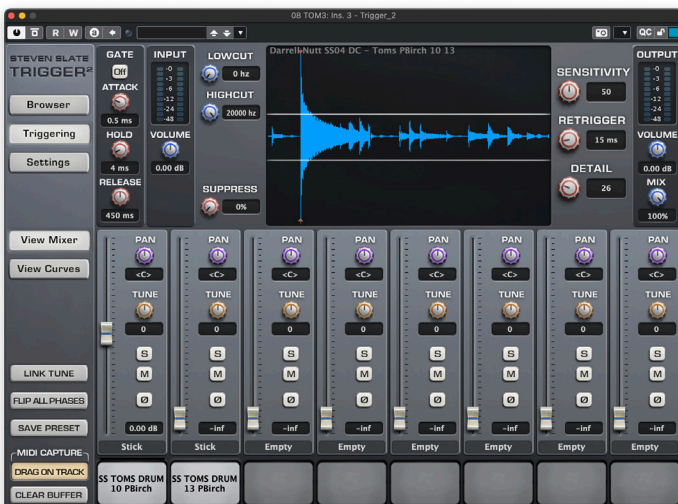 08 TOM3: Ins. 3 - Trigger_2
R W
QC
STEVEN SLATE
TRIGGER²
Browser
Triggering
Settings
View Mixer
View Curves
LINK TUNE
FLIP ALL PHASES
SAVE PRESET
MIDI CAPTURE
DRAG ON TRACK
CLEAR BUFFER
GATE
Off
ATTACK
0.5 ms
HOLD
4 ms
RELEASE
450 ms
INPUT
-0
-3
-6
-12
-24
-48
VOLUME
0.00 dB
LOWCUT
0 hz
HIGHCUT
20000 hz
SUPPRESS
0%
Darrell Nutt SS04 DC - Toms PBirch 10 13
SENSITIVITY
50
RETRIGGER
15 ms
DETAIL
26
OUTPUT
-0
-3
-6
-12
-24
-48
VOLUME
0.00 dB
MIX
100%
PAN PAN PAN PAN PAN PAN PAN PAN
<C> <C> <C> <C> <C> <C> <C> <C>
TUNE TUNE TUNE TUNE TUNE TUNE TUNE TUNE
0 0 0 0 0 0 0 0
S S S S S S S S
M M M M M M M M
Ø Ø Ø Ø Ø Ø Ø Ø
0.00 dB -inf -inf -inf -inf -inf -inf -inf
Stick Stick Empty Empty Empty Empty Empty Empty
SS TOMS DRUM
10 PBirch
SS TOMS DRUM
13 PBirch